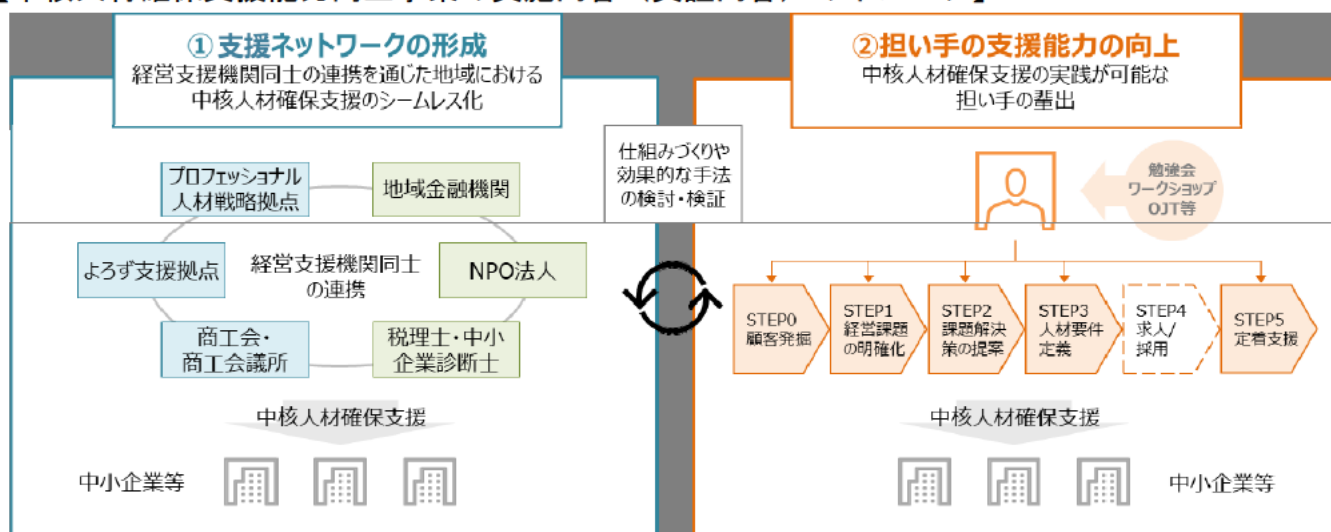 ①支援ネットワークの形成
経営支援機関同士の連携を通じた地域における
中核人材確保支援のシームレス化
プロフェッショナル
人材戦略拠点
地域金融機関
よろず支援拠点
経営支援機関同士
の連携
NPO法人
商工会・
商工会議所
税理士・中小
企業診断士
中核人材確保支援
中小企業等
仕組みづくりや
効果的な手法
の検討・検証
②担い手の支援能力の向上
中核人材確保支援の実践が可能な
担い手の輩出
勉強会
ワークショップ
OJT等
STEP0
顧客発掘
STEP1
経営課題
の明確化
STEP2
課題解決
策の提案
STEP3
人材要件
定義
STEP4
求人/
採用
STEP5
定着支援
中核人材確保支援
中小企業等